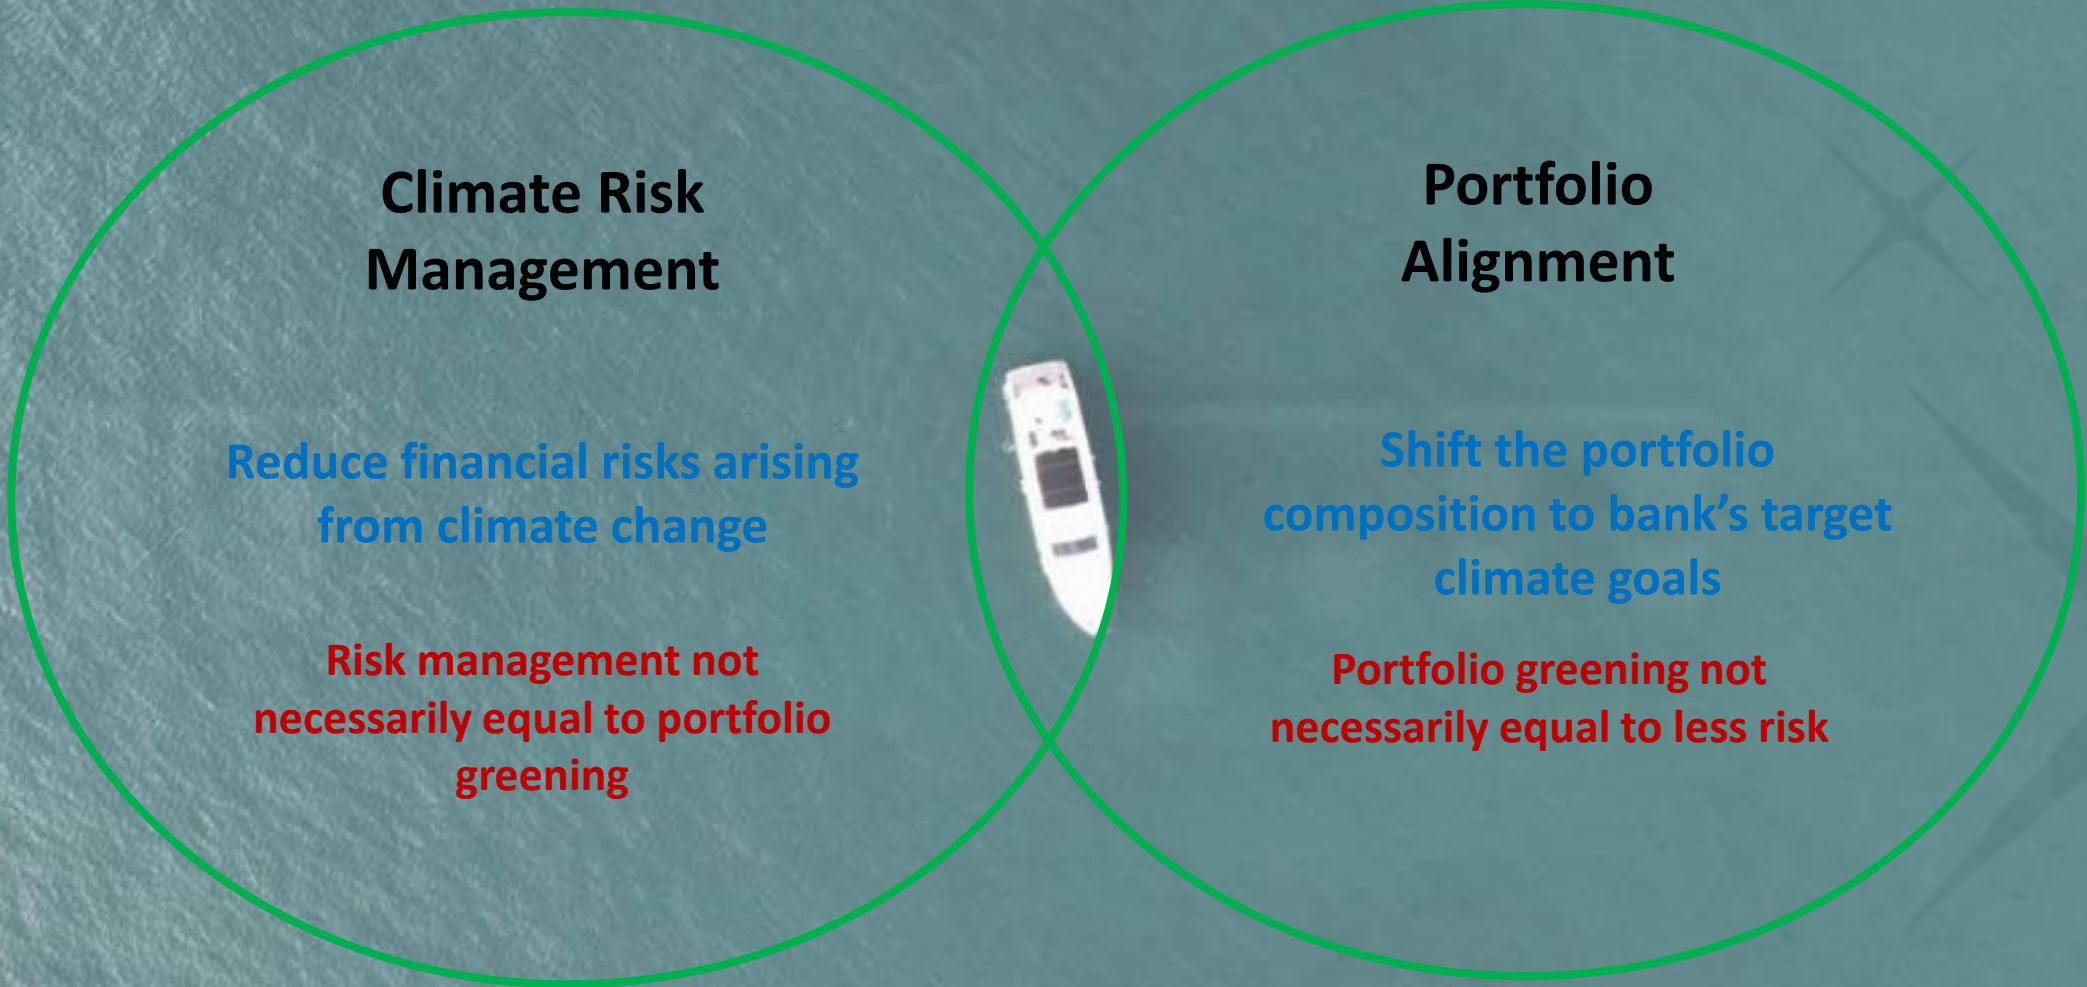 Climate Risk
Management
Reduce financial risks arising
from climate change
Risk management not
necessarily equal to portfolio
greening
Portfolio
Alignment
Shift the portfolio
composition to bank’s target
climate goals
Portfolio greening not
necessarily equal to less risk